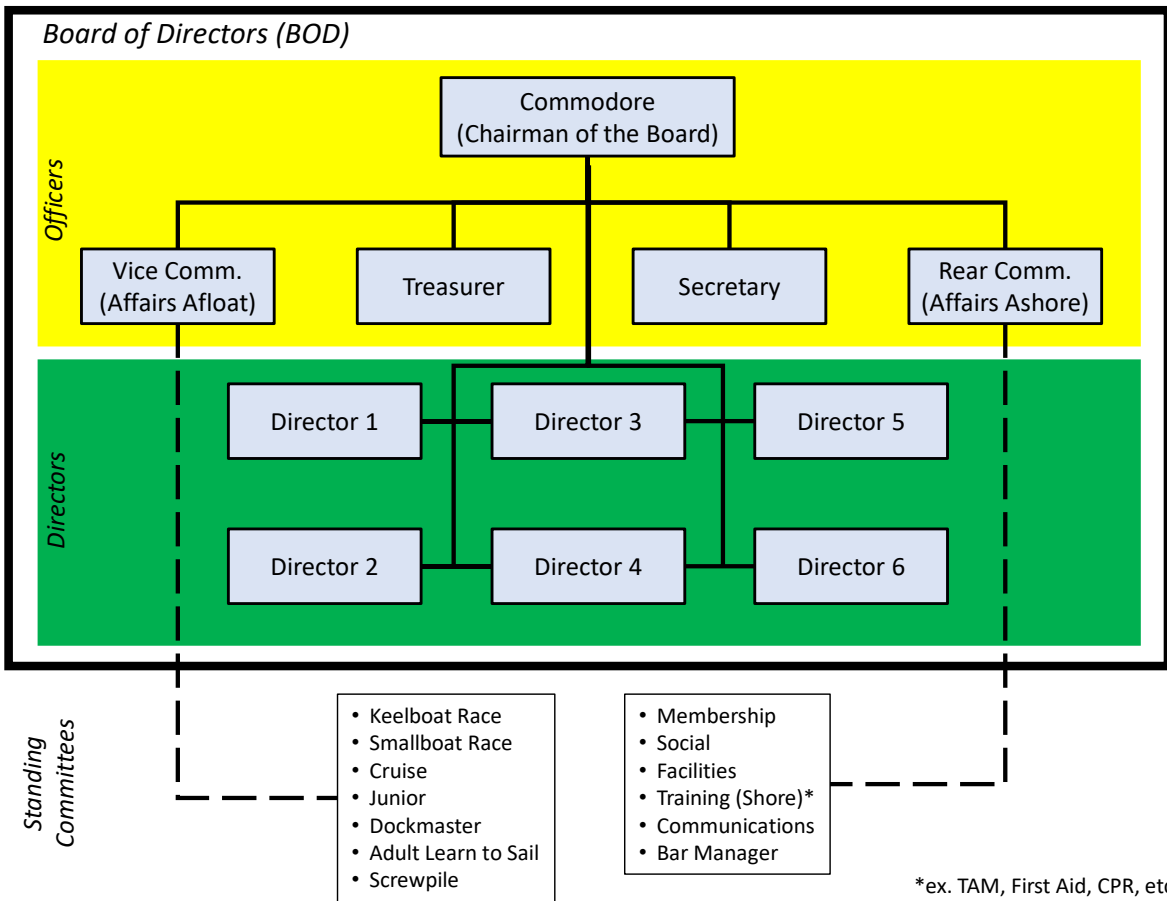 Board of Directors (BOD)
Officers
Commodore
(Chairman of the Board)
Vice Comm.
(Affairs Afloat)
Treasurer
Secretary
Rear Comm.
(Affairs Ashore)
Directors
Director 1
Director 3
Director 5
Director 2
Director 4
Director 6
Standing
Committees
• Keelboat Race
• Smallboat Race
• Cruise
• Junior
• Dockmaster
• Adult Learn to Sail
• Screwpile
• Membership
• Social
• Facilities
• Training (Shore)*
• Communications
• Bar Manager
*ex. TAM, First Aid, CPR, etc